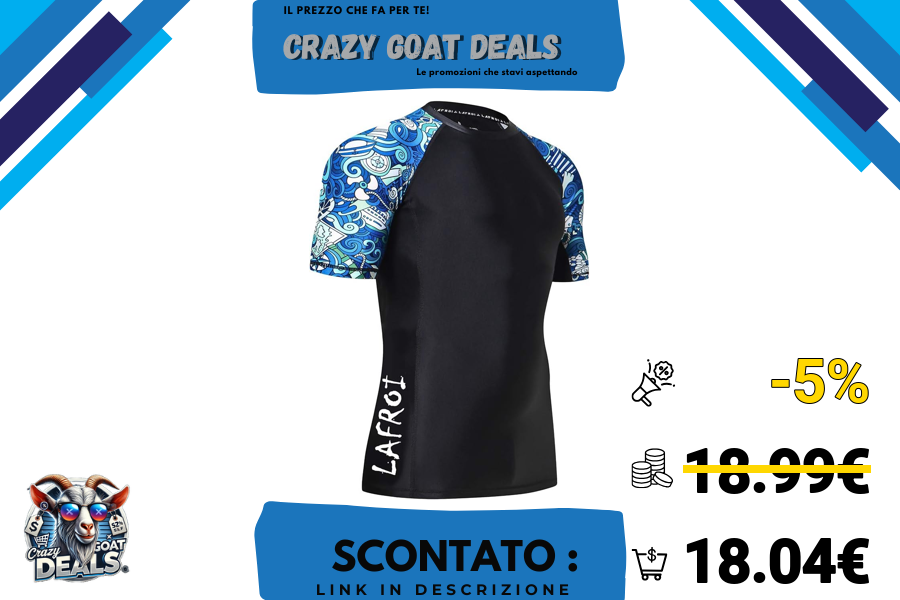 IL PREZZO CHE FA PER TE!
CRAZY GOAT DEALS
Le promozioni che stavi aspettando
LAFROI
-5%
18.99€
18.04€
SCONTATO :
LINK IN DESCRIZIONE
Crazy GOAT
DEALS